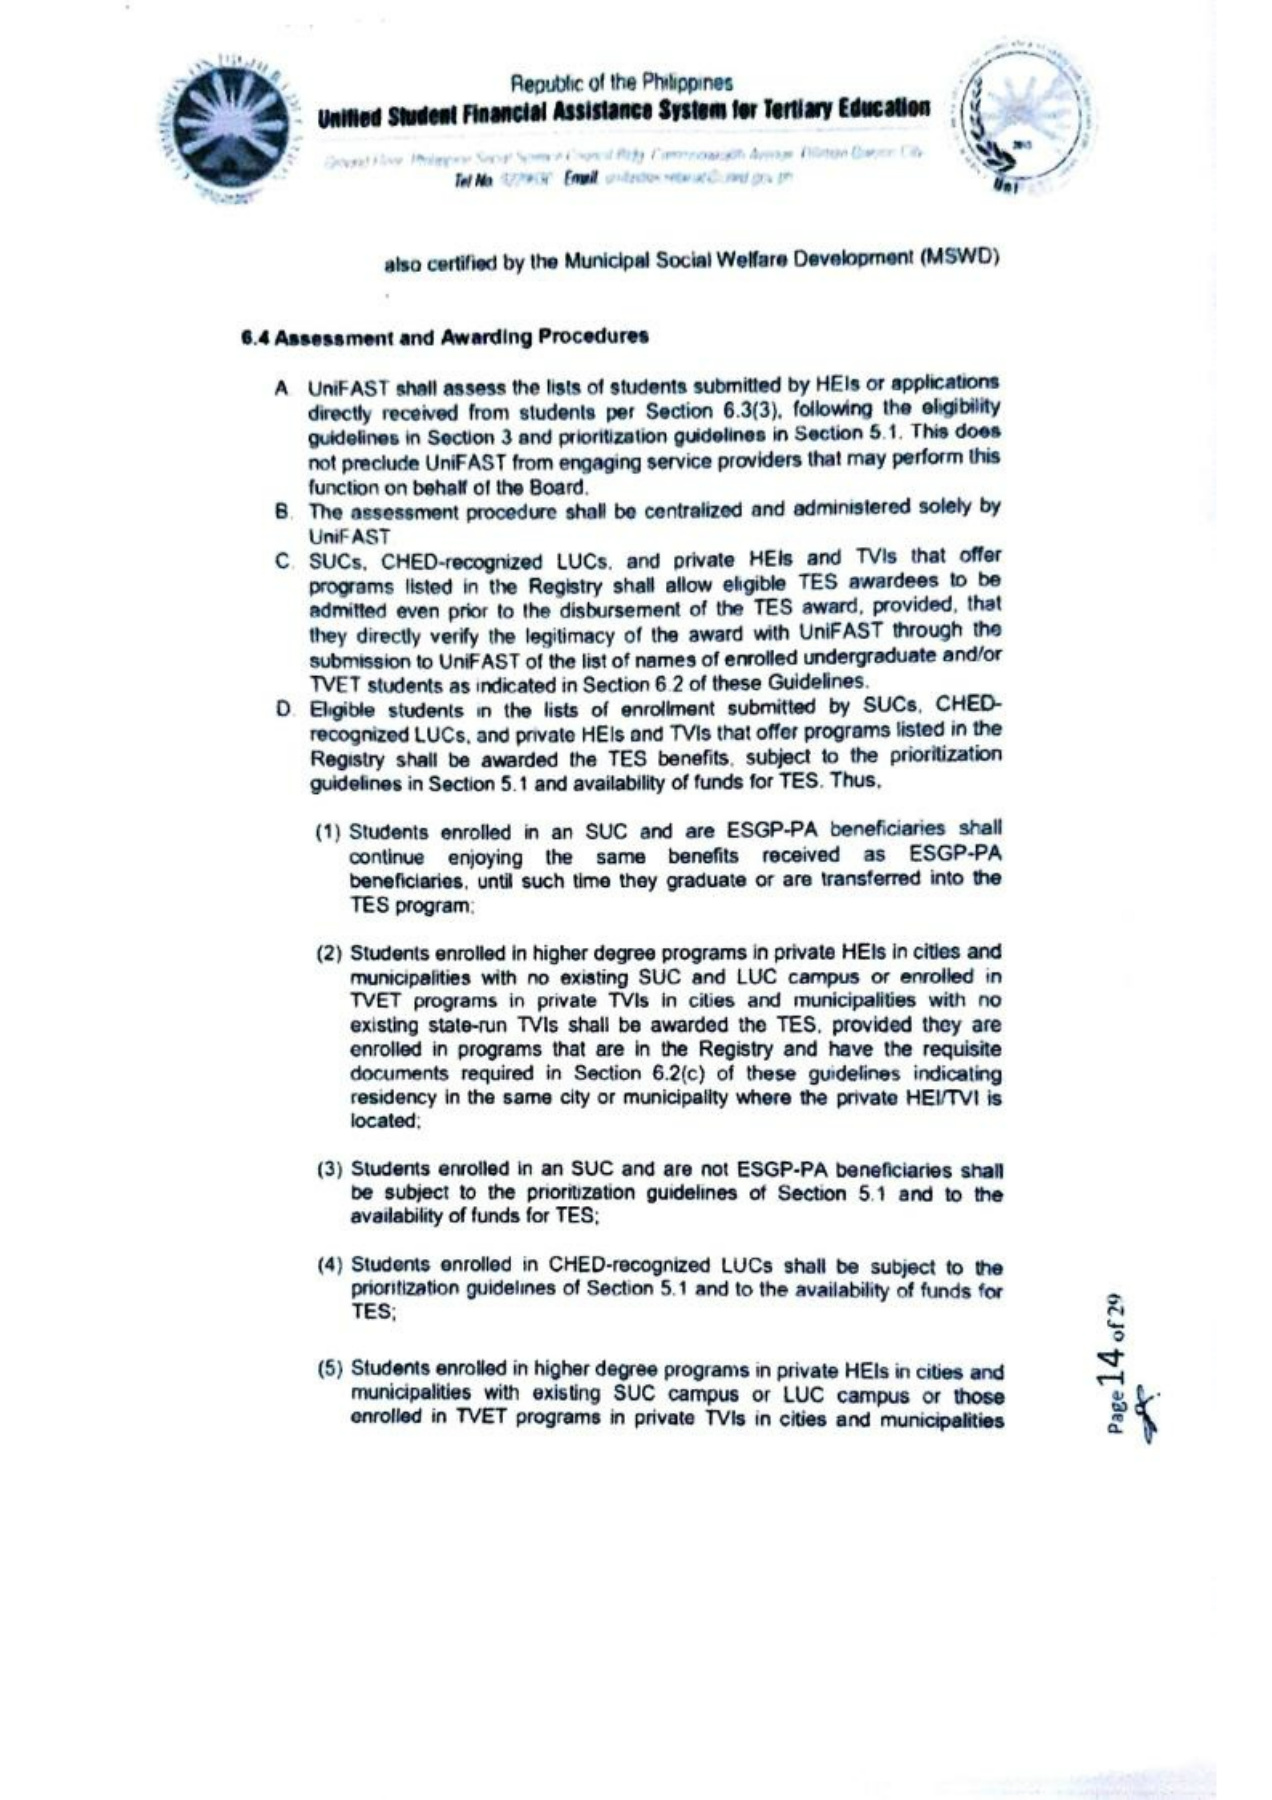 Republic of the Philippines
Unified Student Financial Assistance System for Tertiary Education
Tel No Email
also certified by the Municipal Social Welfare Development (MSWD)
6.4 Assessment and Awarding Procedures
A. UniFAST shall assess the lists of students submitted by HEIs or applications
directly received from students per Section 6.3(3), following the eligibility
guidelines in Section 3 and prioritization guidelines in Section 5.1. This does
not preclude UniFAST from engaging service providers that may perform this
function on behalf of the Board.
B. The assessment procedure shall be centralized and administered solely by
UniFAST
C. SUCs, CHED-recognized LUCs, and private HEIs and TVIs that offer
programs listed in the Registry shall allow eligible TES awardees to be
admitted even prior to the disbursement of the TES award, provided, that
they directly verify the legitimacy of the award with UniFAST through the
submission to UniFAST of the list of names of enrolled undergraduate and/or
TVET students as indicated in Section 6.2 of these Guidelines.
D. Eligible students in the lists of enrollment submitted by SUCs, CHED-
recognized LUCs, and private HEIs and TVIs that offer programs listed in the
Registry shall be awarded the TES benefits, subject to the prioritization
guidelines in Section 5.1 and availability of funds for TES. Thus,
(1) Students enrolled in an SUC and are ESGP-PA beneficiaries shall
continue enjoying the same benefits received as ESGP-PA
beneficiaries, until such time they graduate or are transferred into the
TES program;
(2) Students enrolled in higher degree programs in private HEIs in cities and
municipalities with no existing SUC and LUC campus or enrolled in
TVET programs in private TVIs in cities and municipalities with no
existing state-run TVIs shall be awarded the TES, provided they are
enrolled in programs that are in the Registry and have the requisite
documents required in Section 6.2(c) of these guidelines indicating
residency in the same city or municipality where the private HEI/TVI is
located;
(3) Students enrolled in an SUC and are not ESGP-PA beneficiaries shall
be subject to the prioritization guidelines of Section 5.1 and to the
availability of funds for TES;
(4) Students enrolled in CHED-recognized LUCs shall be subject to the
prioritization guidelines of Section 5.1 and to the availability of funds for
TES;
(5) Students enrolled in higher degree programs in private HEIs in cities and
municipalities with existing SUC campus or LUC campus or those
enrolled in TVET programs in private TVIs in cities and municipalities
Page 14 of 29